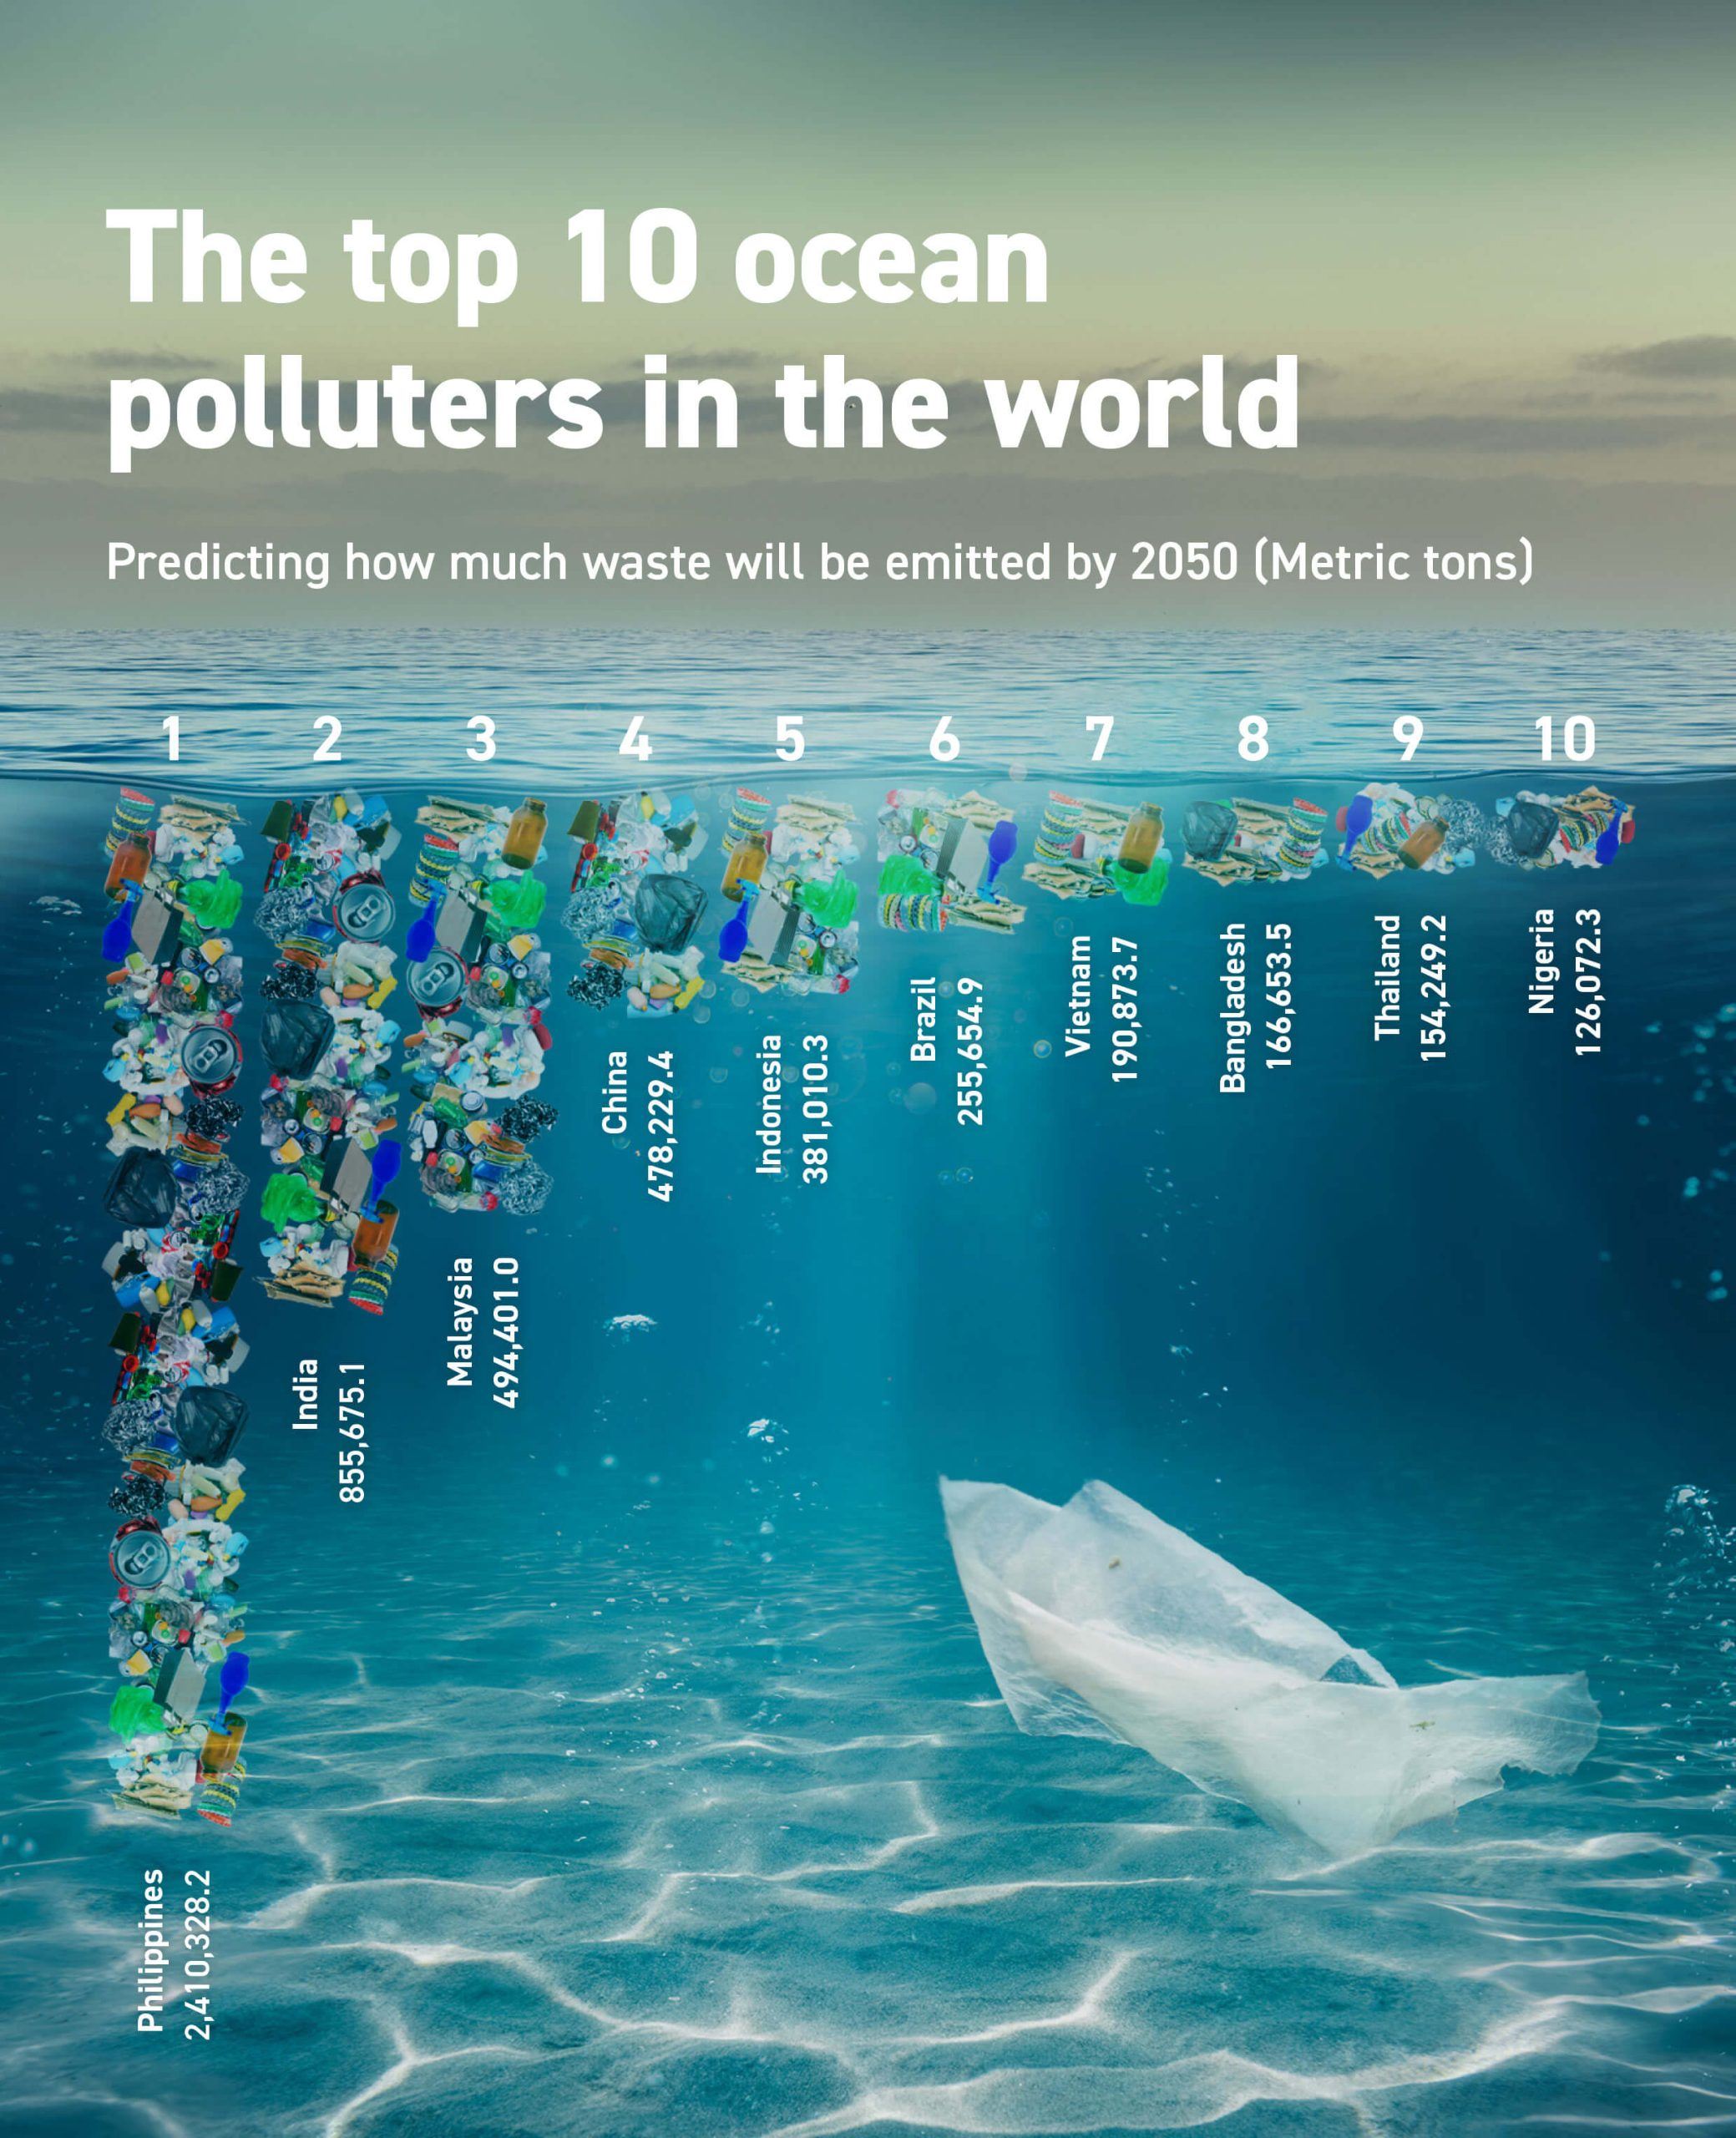 The top 10 ocean
polluters in the world
Predicting how much waste will be emitted by 2050 (Metric tons)
1 2 3 4 5 6 7 8 9 10
Philippines
2,410,328.2
India
855,675.1
Malaysia
494,401.0
China
478,229.4
Indonesia
381,010.3
Brazil
255,654.9
Vietnam
190,873.7
Bangladesh
166,653.5
Thailand
154,249.2
Nigeria
126,072.3